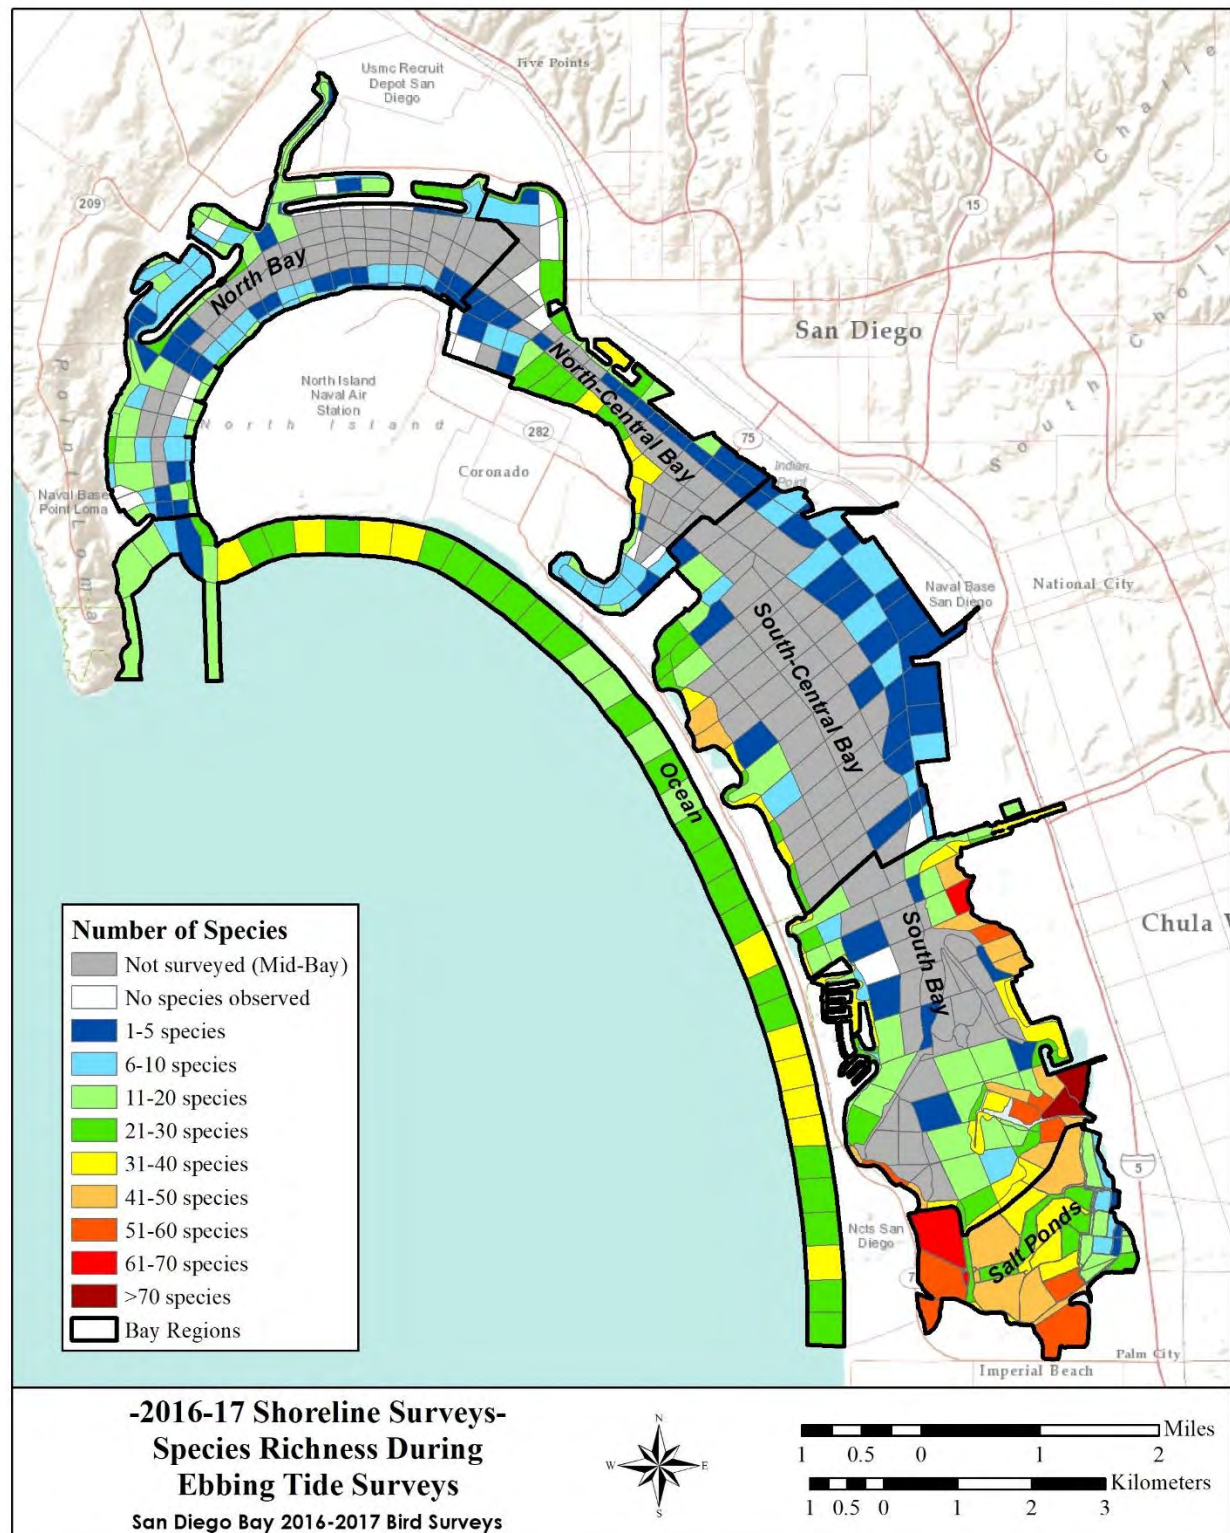 Usmc Recruit
Depot San
Diego
Five Points
209
15
North Bay
San Diego
North Island
Naval Air
Station
North Island
282
North-Central Bay
75
Indian
Point
Coronado
Point Loma
Naval Base
Point Loma
South Cholla
Naval Base
San Diego
National City
South-Central Bay
Ocean
Chula V
South Bay
Number of Species
Not surveyed (Mid-Bay)
No species observed
1-5 species
6-10 species
11-20 species
21-30 species
31-40 species
41-50 species
51-60 species
61-70 species
>70 species
Bay Regions
5
Ncts San
Diego
7
Salt Ponds
Palm City
Imperial Beach
-2016-17 Shoreline Surveys-
Species Richness During
Ebbing Tide Surveys
San Diego Bay 2016-2017 Bird Surveys
N
W E
S
Miles
1 0.5 0 1 2
Kilometers
1 0.5 0 1 2 3